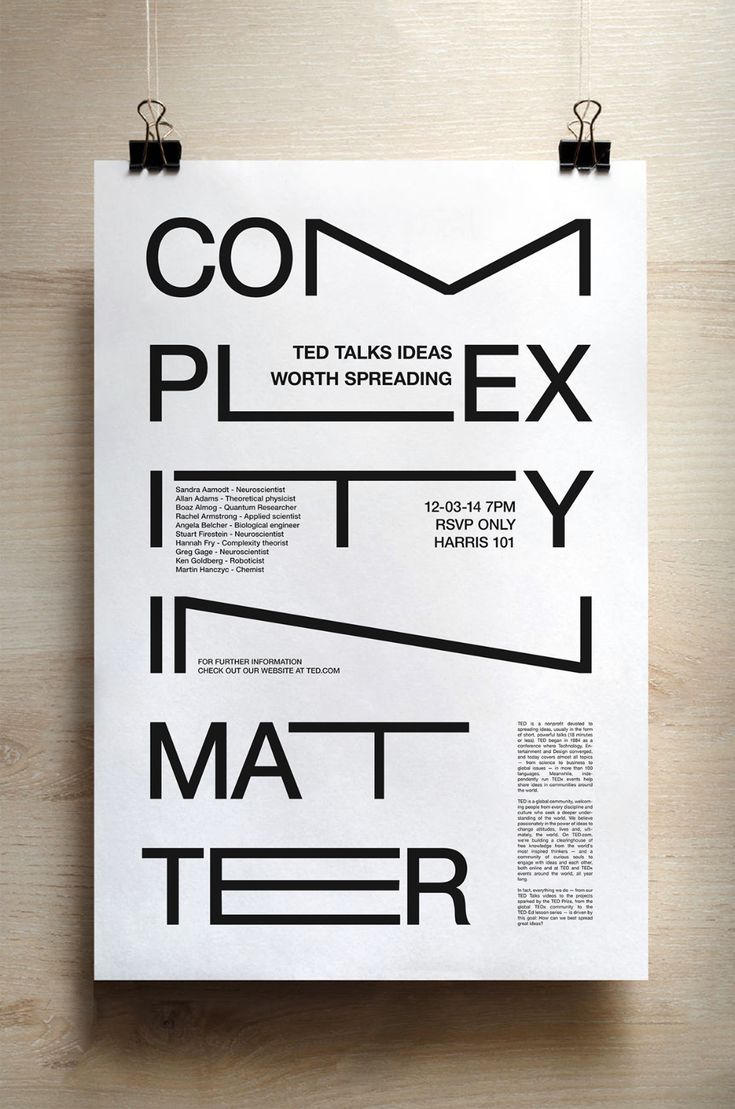 COM
TED TALKS IDEAS
WORTH SPREADING
PLEX
ITY
Sandra Aamodt - Neuroscientist
Allan Adams - Theoretical physicist
Boaz Almog - Quantum Researcher
Rachel Armstrong - Applied scientist
Angela Belcher - Biological engineer
Stuart Firestein - Neuroscientist
Hannah Fry - Complexity theorist
Greg Gage - Neuroscientist
Ken Goldberg - Roboticist
Martin Hanczyc - Chemist
12-03-14 7PM
RSVP ONLY
HARRIS 101
IN
FOR FURTHER INFORMATION
CHECK OUT OUR WEBSITE AT TED.COM
MAT
TER
TED is a nonprofit devoted to
spreading ideas, usually in the form
of short, powerful talks (18 minutes
or less). TED began in 1984 as a
conference where Technology, En-
tertainment and Design converged,
and today covers almost all topics
— from science to business to
global issues — in more than 100
languages. Meanwhile, inde-
pendently run TEDx events help
share ideas in communities around
the world.
TED is a global community, welcom-
ing people from every discipline and
culture who seek a deeper under-
standing of the world. We believe
passionately in the power of ideas to
change attitudes, lives and, ulti-
mately, the world. On TED.com,
we're building a clearinghouse of
free knowledge from the world's
most inspired thinkers — and a
community of curious souls to
engage with ideas and each other,
both online and at TED and TEDx
events around the world, all year
long.
In fact, everything we do — from our
TED Talks videos to the projects
sparked by the TED Prize, from the
global TEDx community to the
TED-Ed lesson series — is driven by
this goal: How can we best spread
great ideas?